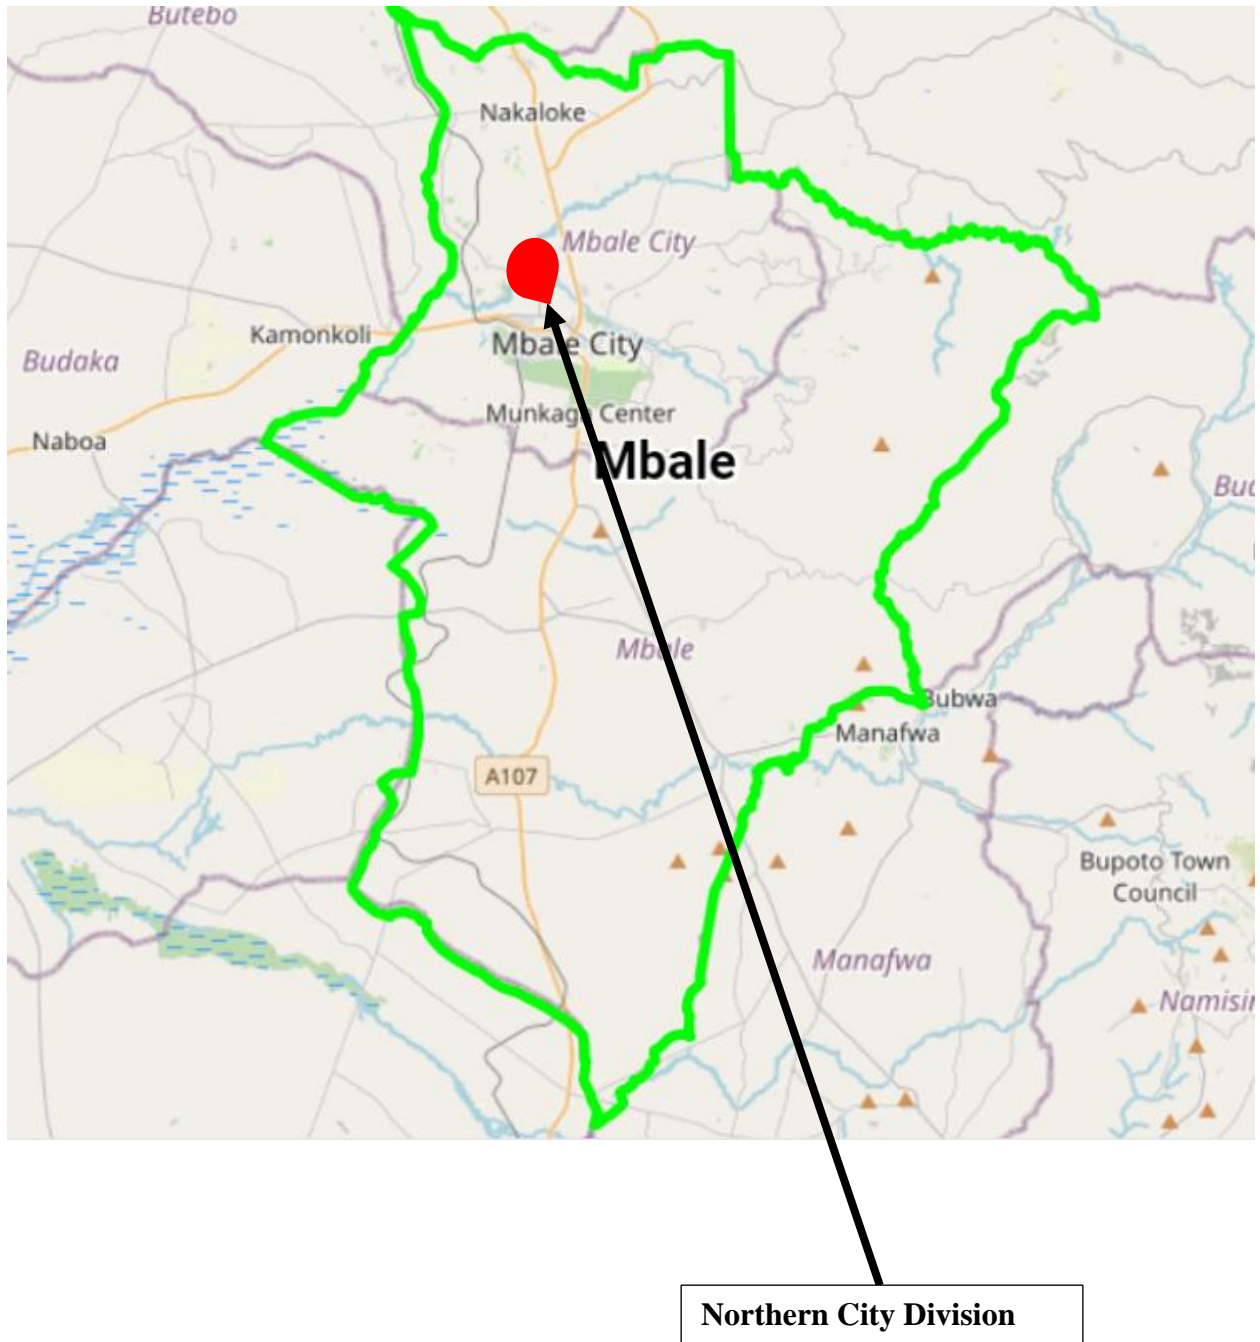 Butebo
Nakaloke
Mbale City
Kamonkoli
Mbale City
Budaka
Munkaga Center
Naboa
Mbale
Mbale
Bubwa
Manafwa
A107
Bupoto Town
Council
Manafwa
Namisin
Northern City Division